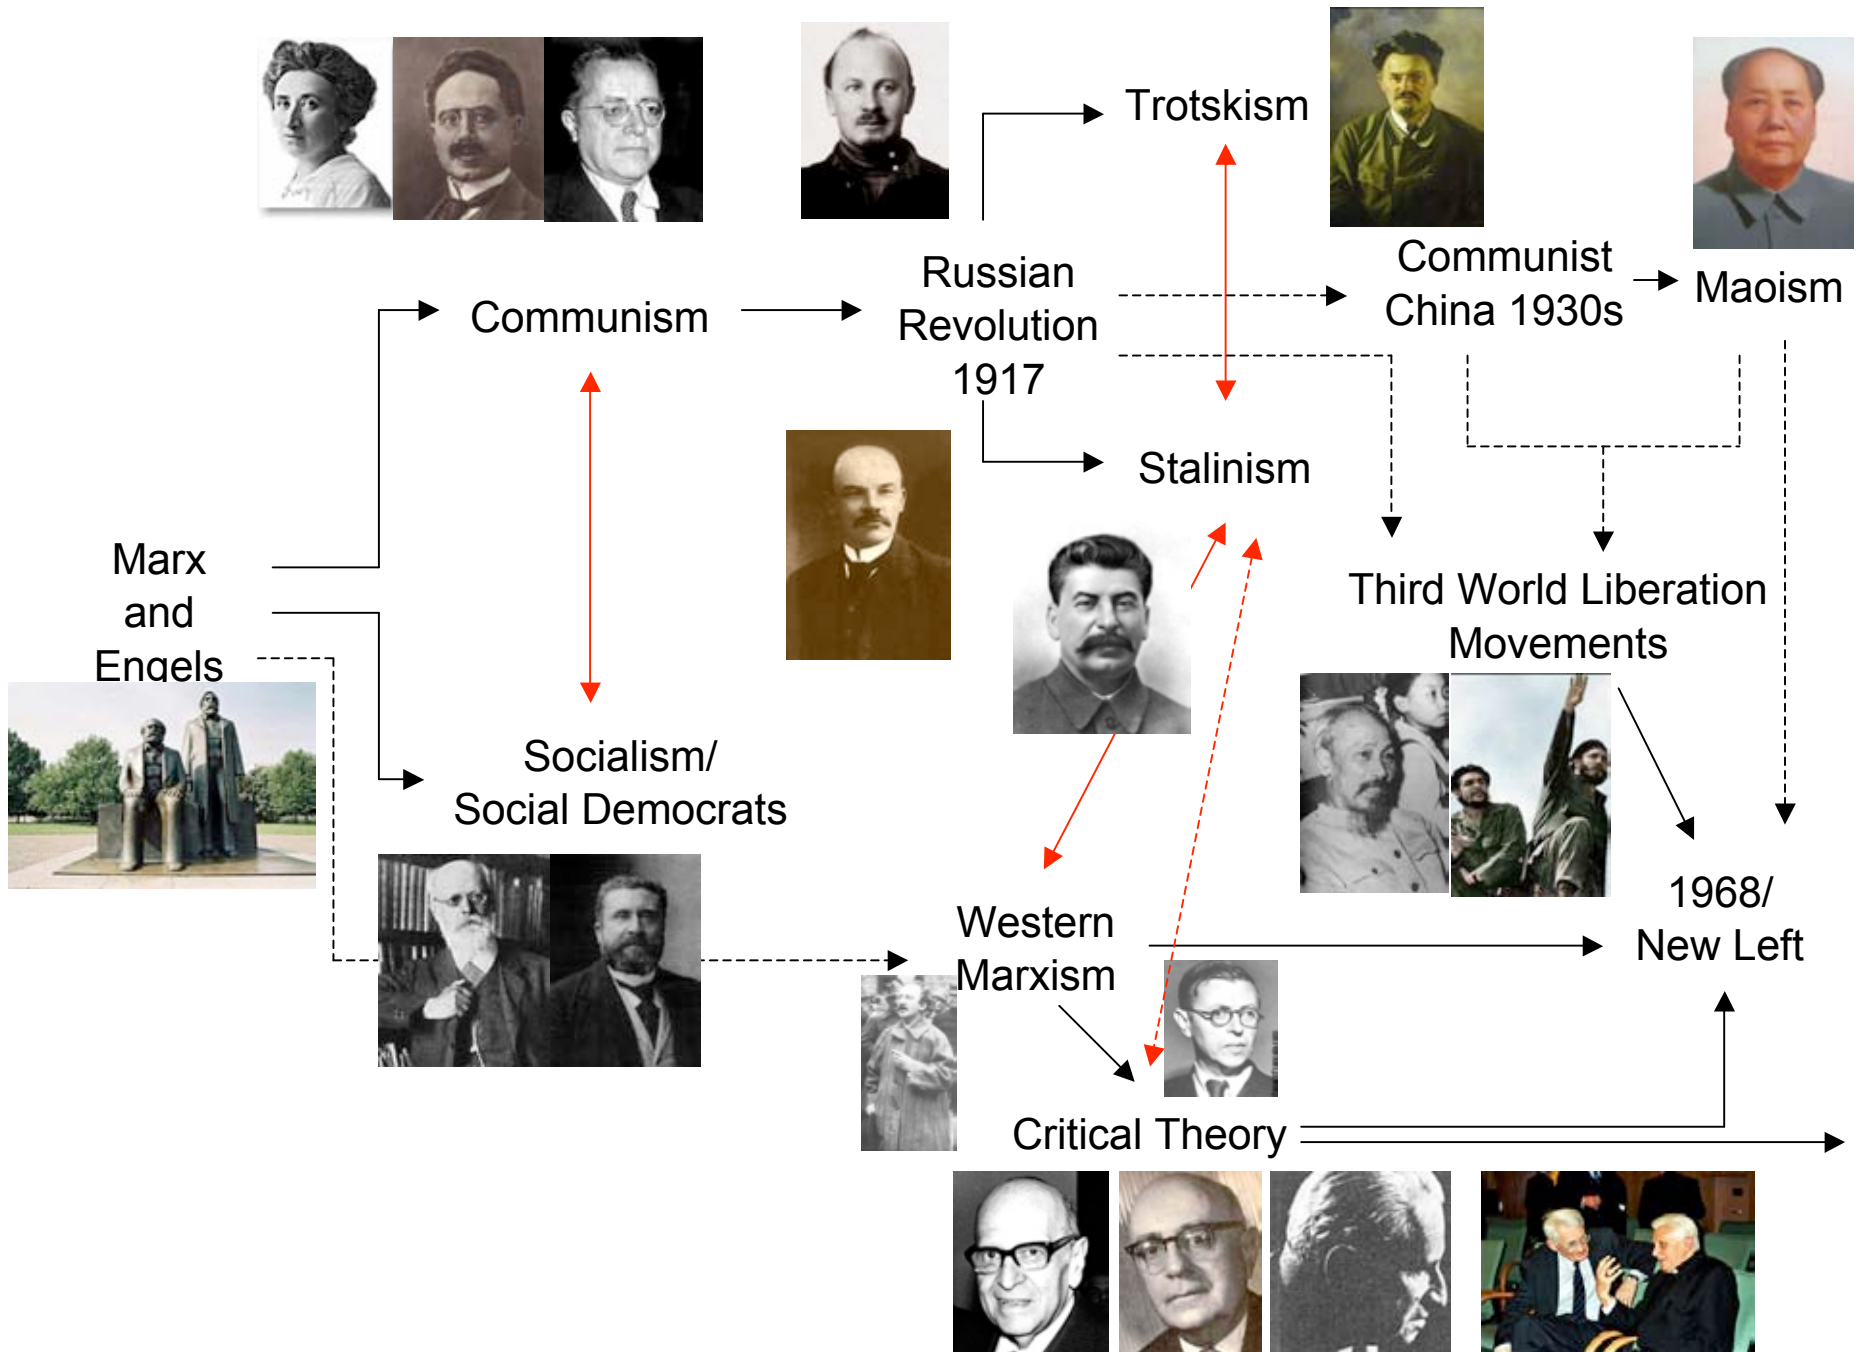 Trotskism
Communist
China 1930s
Maoism
Russian
Revolution
1917
Communism
Stalinism
Marx
and
Engels
Third World Liberation
Movements
Socialism/
Social Democrats
1968/
New Left
Western
Marxism
Critical Theory